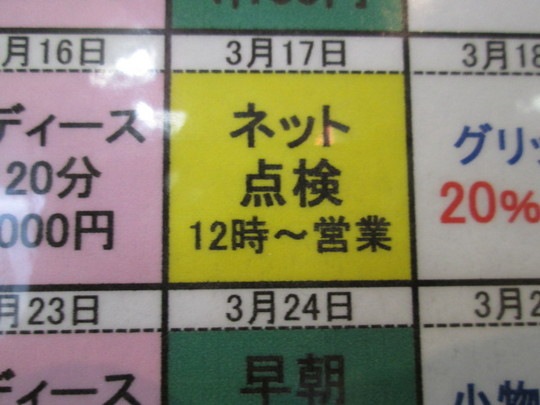 月16日
3月17日
3月18
ディース
20分
000円
ネット
点検
12時～営業
グリッ
20%
月23日
3月24日
3月2
ディース
早朝
小物